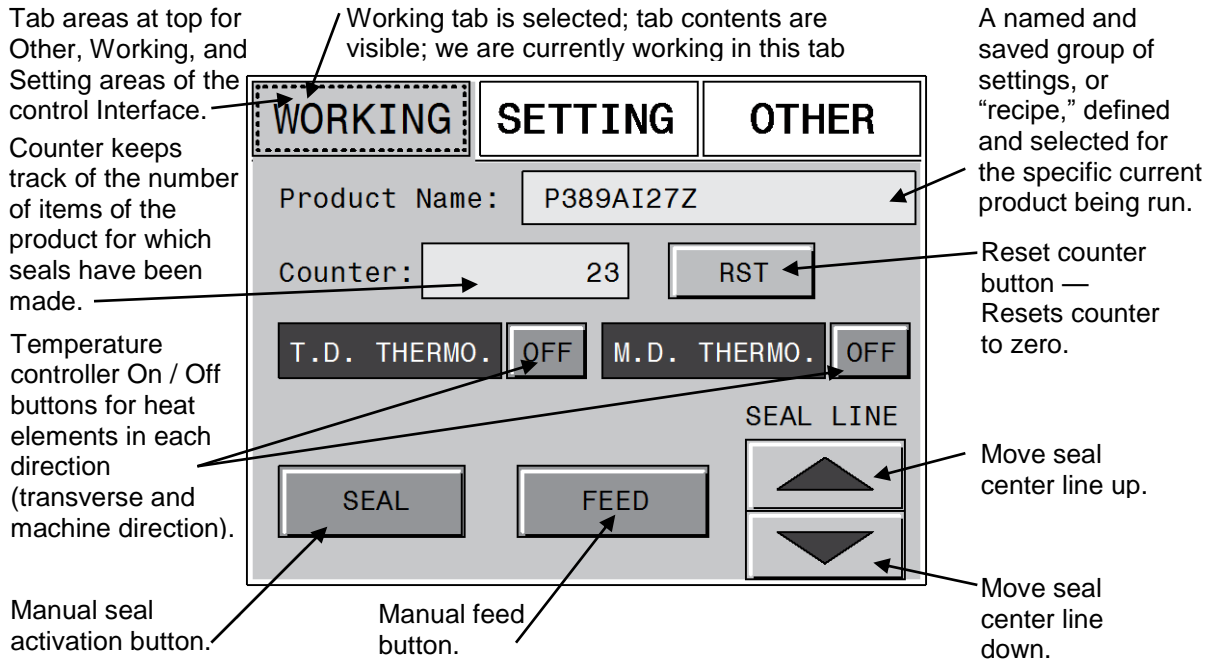 Tab areas at top for
Other, Working, and
Setting areas of the
control Interface.
Working tab is selected; tab contents are
visible; we are currently working in this tab
A named and
saved group of
settings, or
“recipe,” defined
and selected for
the specific current
product being run.
Counter keeps
track of the number
of items of the
product for which
seals have been
made.
WORKING
SETTING
OTHER
Product Name:
P389AI27Z
Counter:
23
RST
Reset counter
button —
Resets counter
to zero.
Temperature
controller On / Off
buttons for heat
elements in each
direction
(transverse and
machine direction).
T.D. THERMO.
OFF
M.D. THERMO.
OFF
SEAL LINE
SEAL
FEED
Move seal
center line up.
Move seal
center line
down.
Manual seal
activation button.
Manual feed
button.